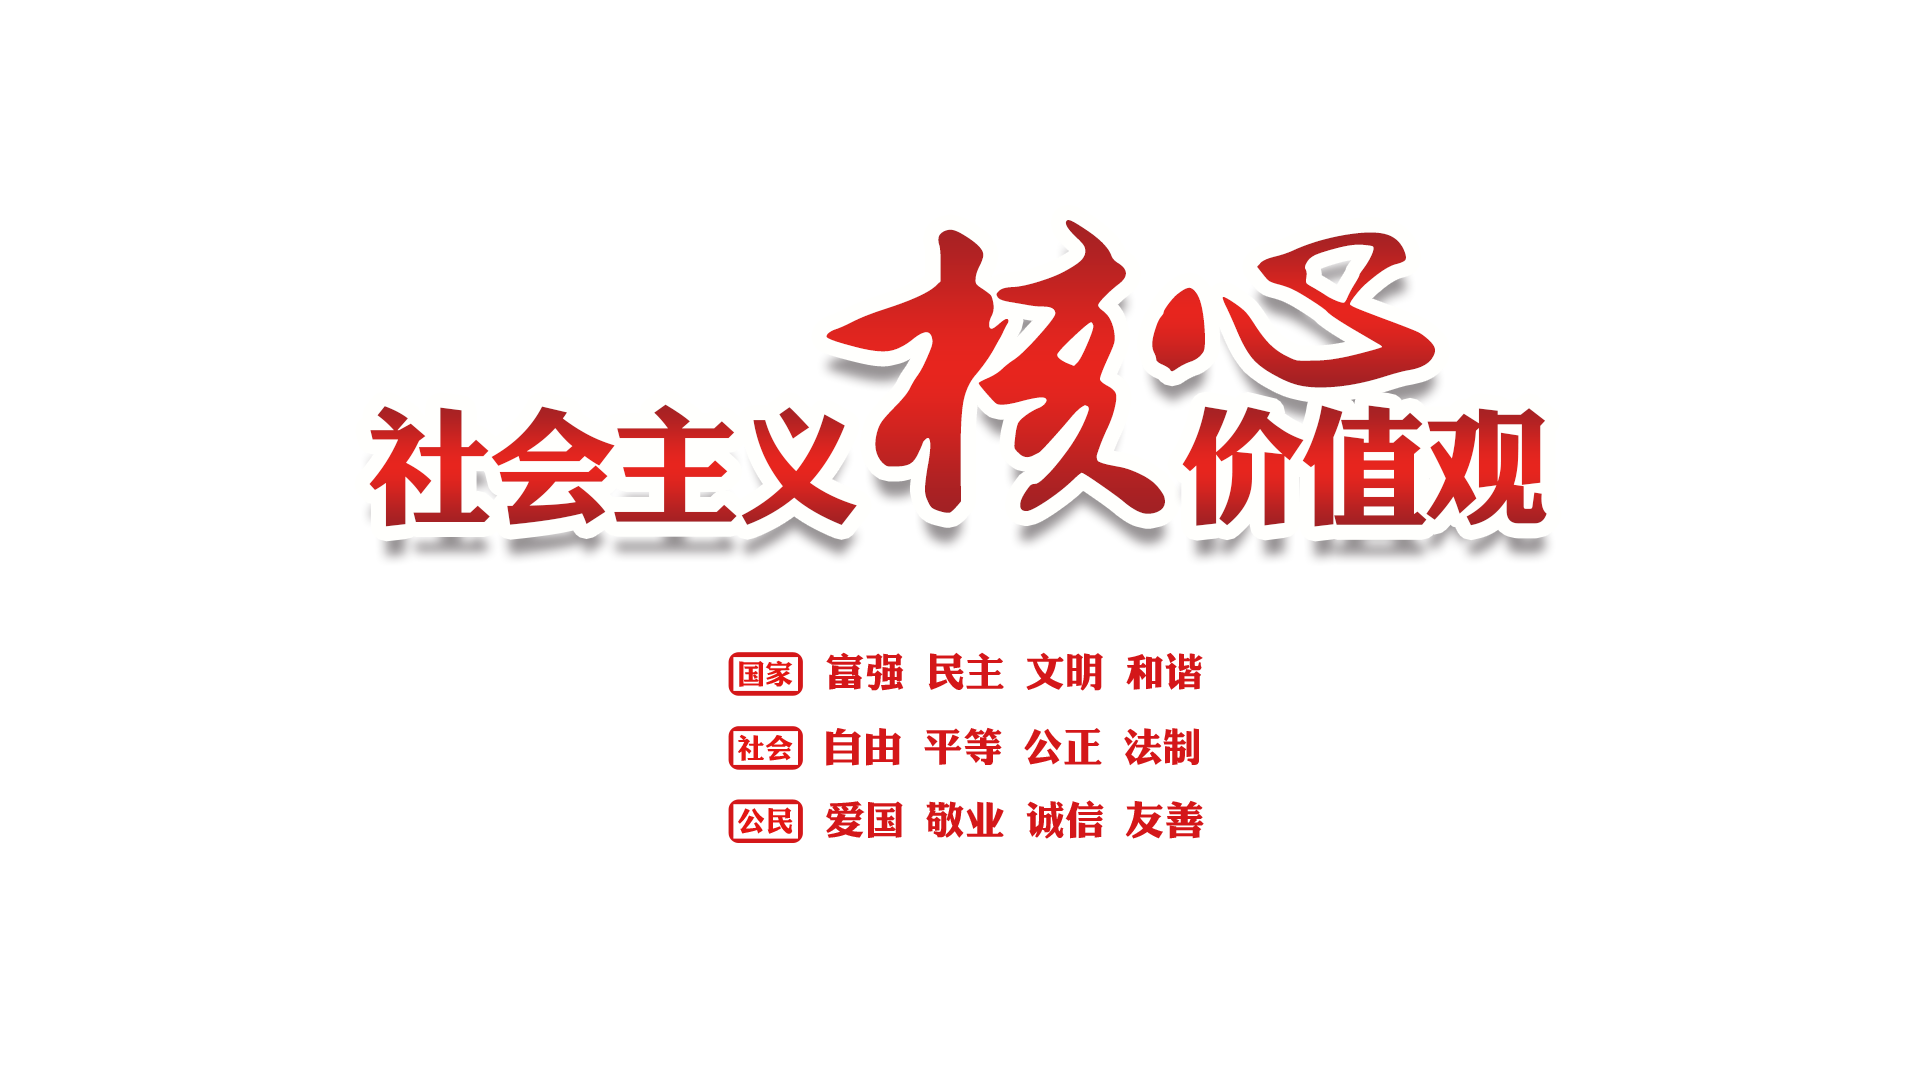 社会主义核心价值观
国家 富强 民主 文明 和谐
社会 自由 平等 公正 法制
公民 爱国 敬业 诚信 友善